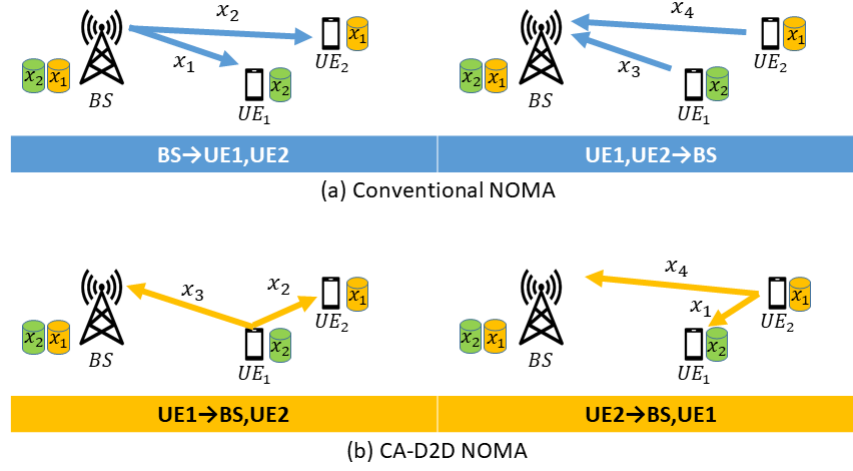 x₂
x₁
x₂ x₁
BS
UE₁
x₂
UE₂
x₁
x₄
x₃
x₂ x₁
BS
UE₁
x₂
UE₂
x₁
BS→UE1,UE2
UE1,UE2→BS
(a) Conventional NOMA
x₃
x₂
x₂ x₁
BS
UE₁
x₂
UE₂
x₁
x₄
x₁
x₂ x₁
BS
UE₁
x₂
UE₂
x₁
UE1→BS,UE2
UE2→BS,UE1
(b) CA-D2D NOMA